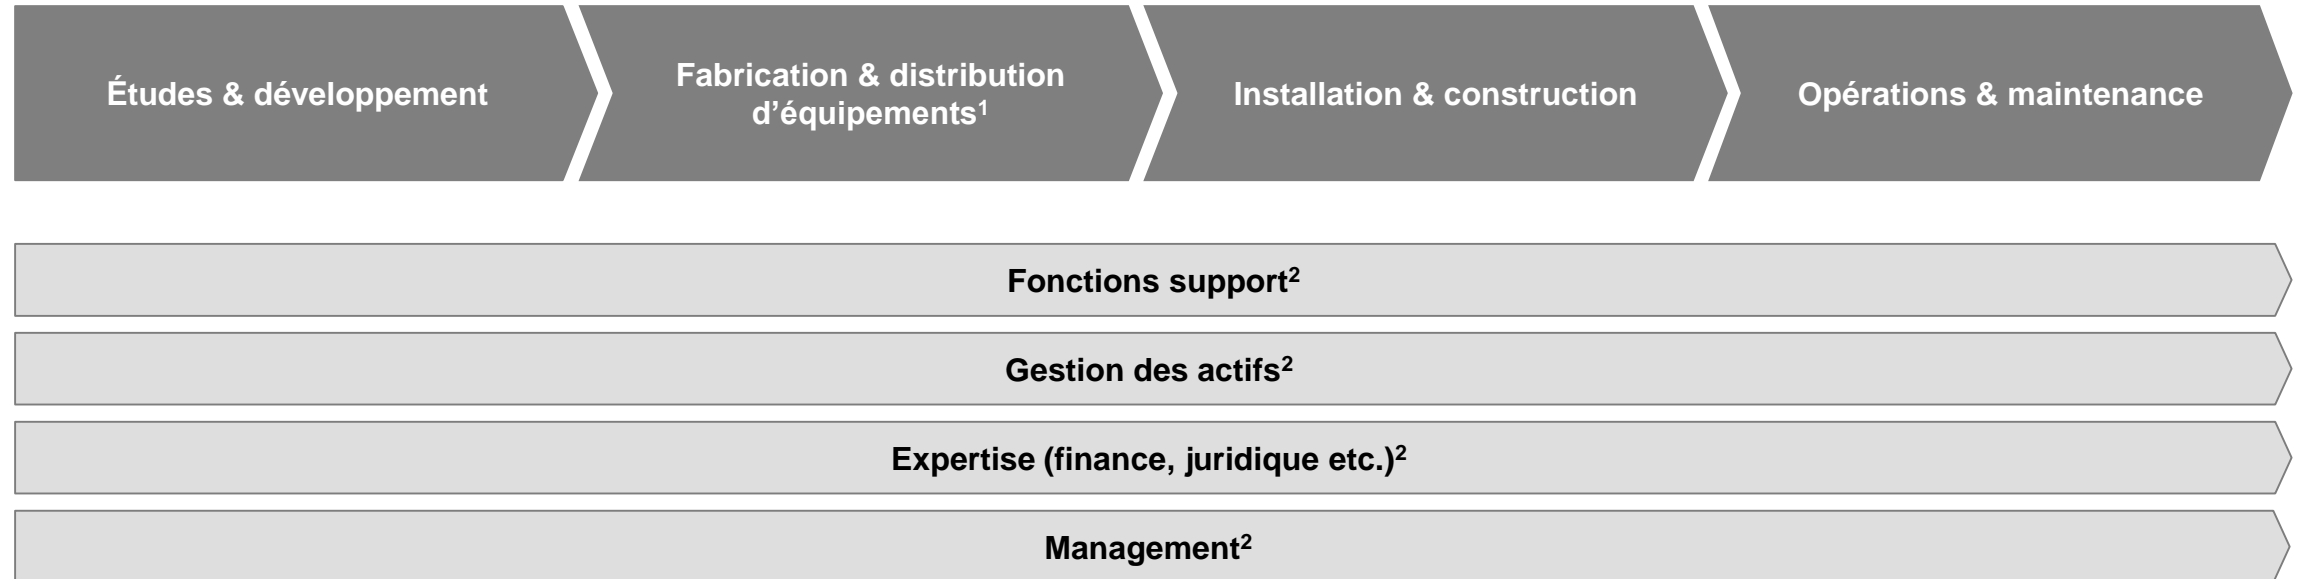 Études & développement
Fabrication & distribution
d’équipements¹
Installation & construction
Opérations & maintenance
Fonctions support²
Gestion des actifs²
Expertise (finance, juridique etc.)²
Management²